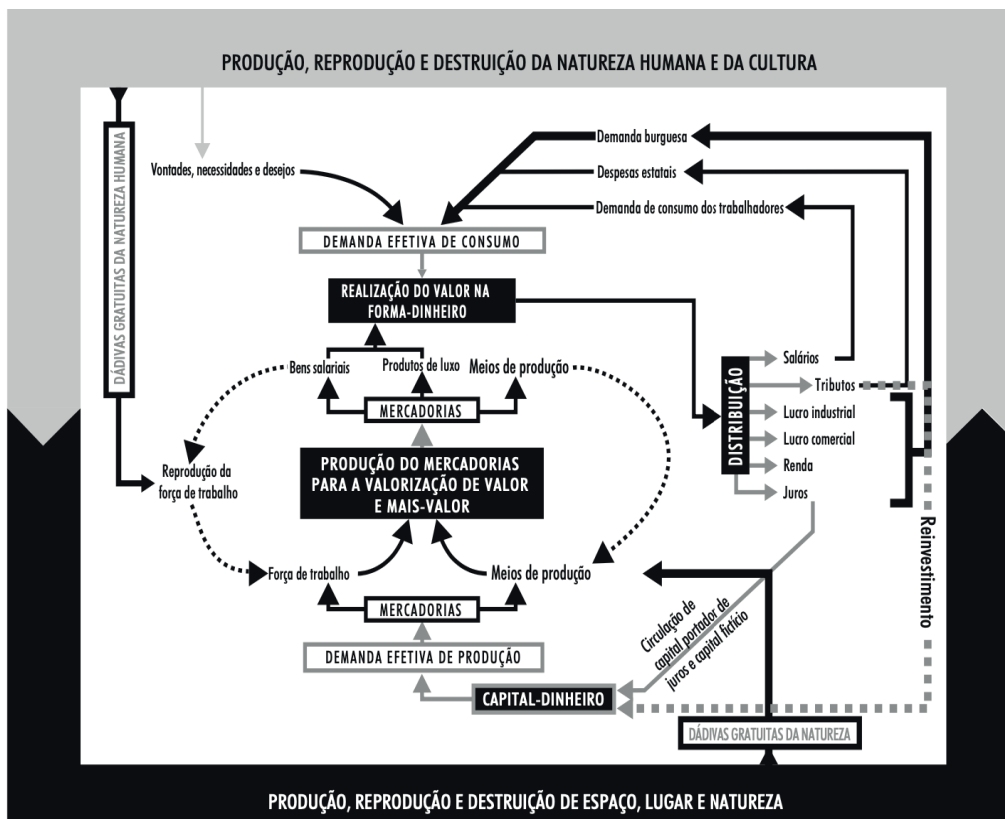 PRODUÇÃO, REPRODUÇÃO E DESTRUIÇÃO DA NATUREZA HUMANA E DA CULTURA
DÁDIVAS GRATUITAS DA NATUREZA HUMANA
Vontades, necessidades e desejos
Demanda burguesa
Despesas estatais
Demanda de consumo dos trabalhadores
DEMANDA EFETIVA DE CONSUMO
REALIZAÇÃO DO VALOR NA
FORMA-DINHEIRO
Bens salariais
Produtos de luxo
Meios de produção
MERCADORIAS
DISTRIBUIÇÃO
Salários
Tributos
Lucro industrial
Lucro comercial
Renda
Juros
PRODUÇÃO DO MERCADORIAS
PARA A VALORIZAÇÃO DE VALOR
E MAIS-VALOR
Reprodução da
força de trabalho
Força de trabalho
Meios de produção
MERCADORIAS
DEMANDA EFETIVA DE PRODUÇÃO
CAPITAL-DINHEIRO
Circulação de
capital portador de
juros e capital fictício
Reinvestimento
DÁDIVAS GRATUITAS DA NATUREZA
PRODUÇÃO, REPRODUÇÃO E DESTRUIÇÃO DE ESPAÇO, LUGAR E NATUREZA